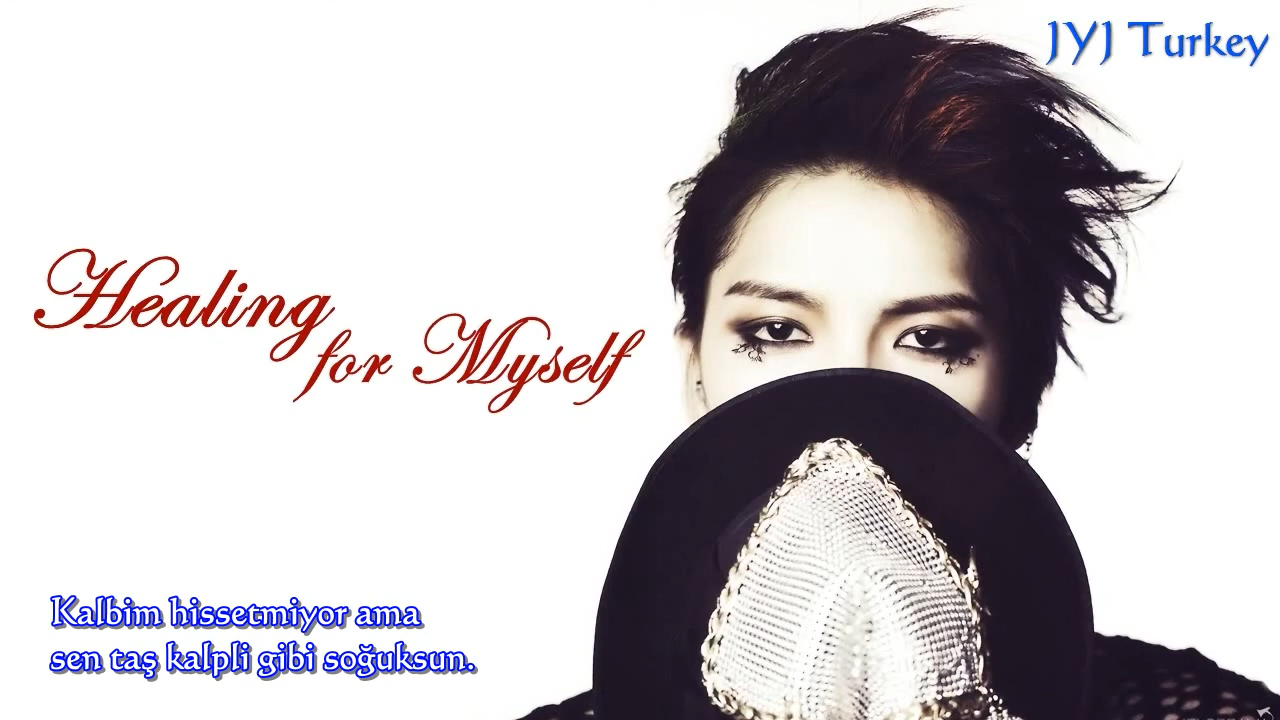 JYJ Turkey
Healing
for Myself
Kalbim hissetmiyor ama
sen taş kalpli gibi soğuksun.